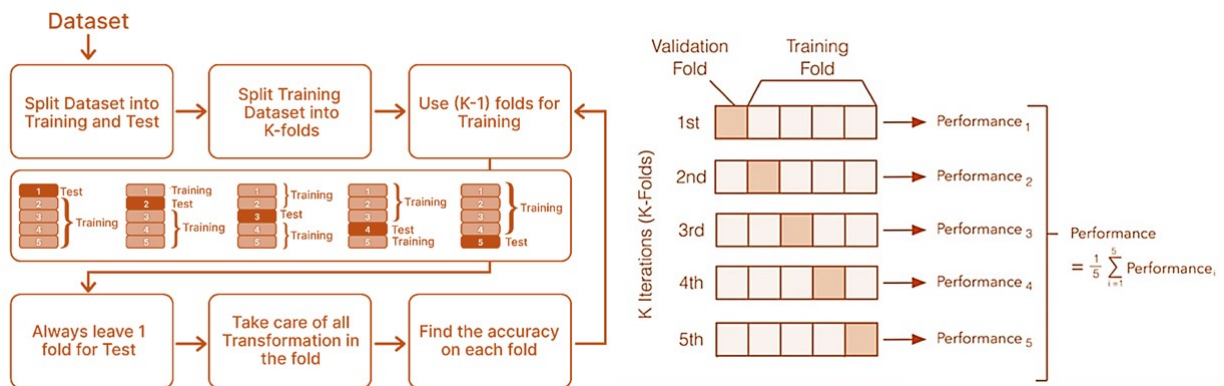 Dataset
Split Dataset into
Training and Test
Split Training
Dataset into
K-folds
Use (K-1) folds for
Training
1 Test
2
3
4
5
Training
1 Training
2 Test
3
4
5
Training
1
2
Training
3 Test
4
5
Training
1
2
3
Training
4 Test
5 Training
1
2
3
4
Training
5 Test
Always leave 1
fold for Test
Take care of all
Transformation in
the fold
Find the accuracy
on each fold
Validation
Fold
Training
Fold
K Iterations (K-Folds)
1st Performance 1
2nd Performance 2
3rd Performance 3
4th Performance 4
5th Performance 5
Performance
= 1/5 5 ∑ i=1 Performance i